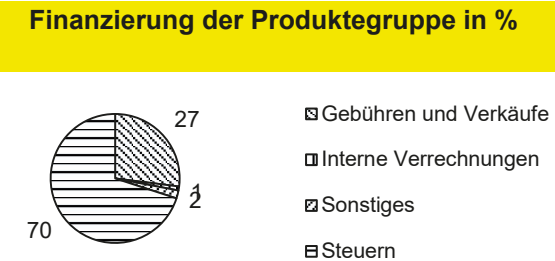 Finanzierung der Produktegruppe in %
27
1
2
70
Gebühren und Verkäufe
Interne Verrechnungen
Sonstiges
Steuern